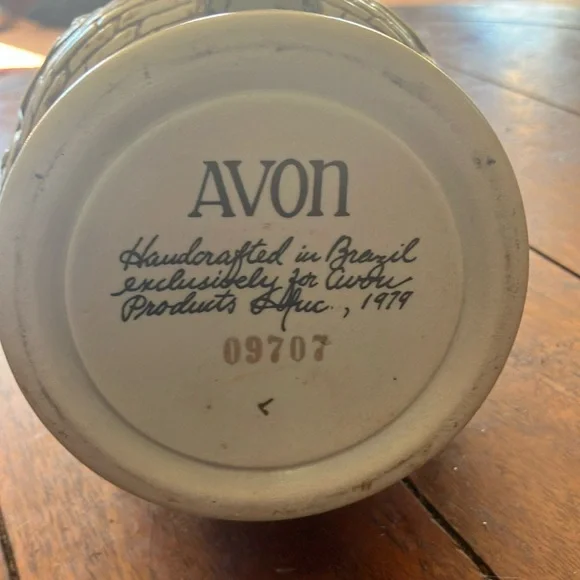 AVON
Handcrafted in Brazil
exclusively for Avon
Products Inc., 1979
09707